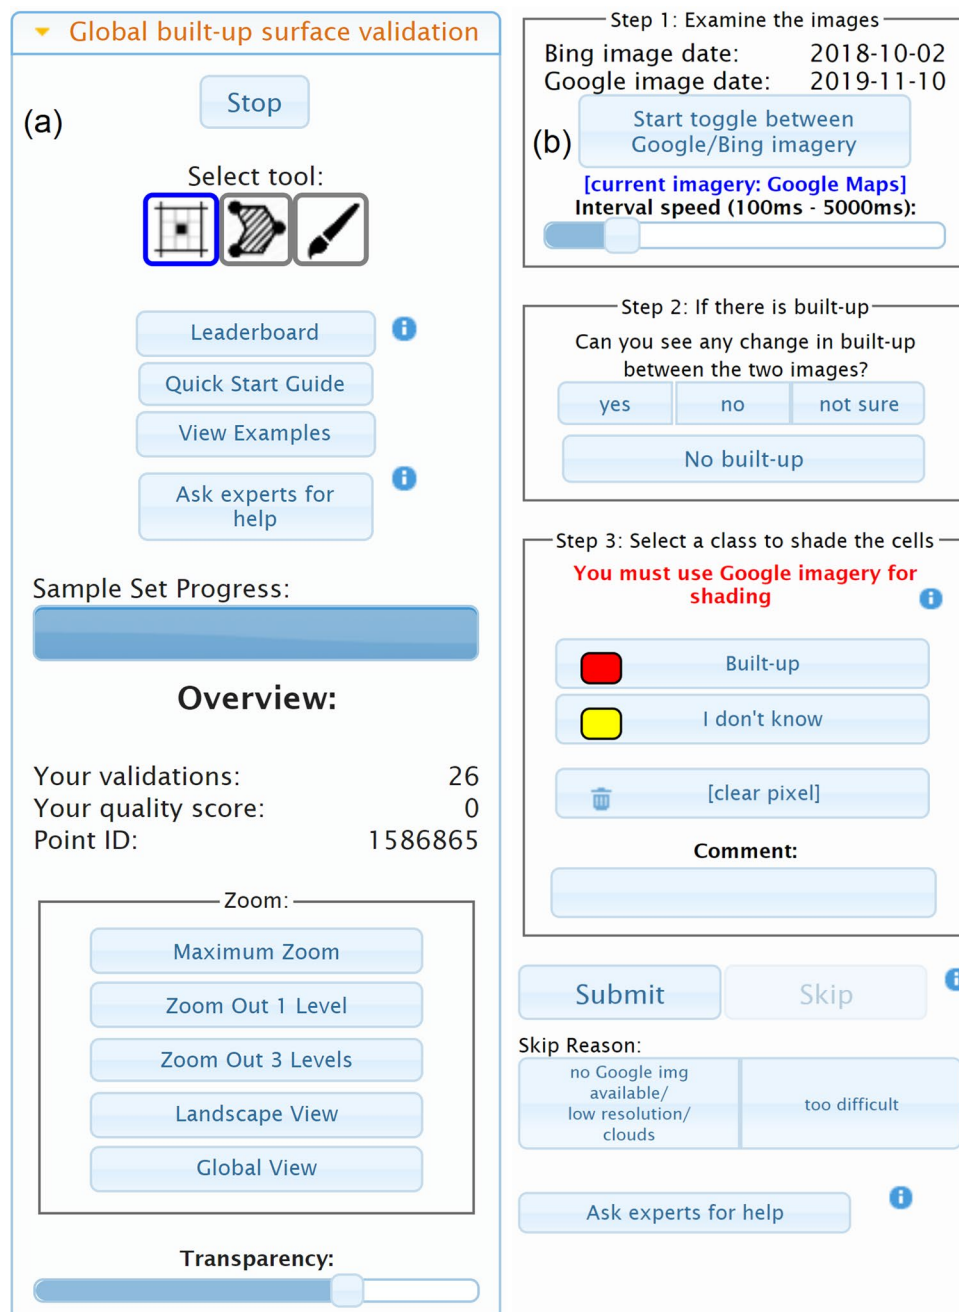 Global built-up surface validation
(a)
Stop
Select tool:
Leaderboard
Quick Start Guide
View Examples
Ask experts for
help
Sample Set Progress:
Overview:
Your validations: 26
Your quality score: 0
Point ID: 1586865
Zoom:
Maximum Zoom
Zoom Out 1 Level
Zoom Out 3 Levels
Landscape View
Global View
Transparency:
Step 1: Examine the images
Bing image date: 2018-10-02
Google image date: 2019-11-10
(b)
Start toggle between
Google/Bing imagery
[current imagery: Google Maps]
Interval speed (100ms - 5000ms):
Step 2: If there is built-up
Can you see any change in built-up
between the two images?
yes no not sure
No built-up
Step 3: Select a class to shade the cells
You must use Google imagery for
shading
Built-up
I don't know
[clear pixel]
Comment:
Submit Skip
Skip Reason:
no Google img
available/
low resolution/
clouds
too difficult
Ask experts for help